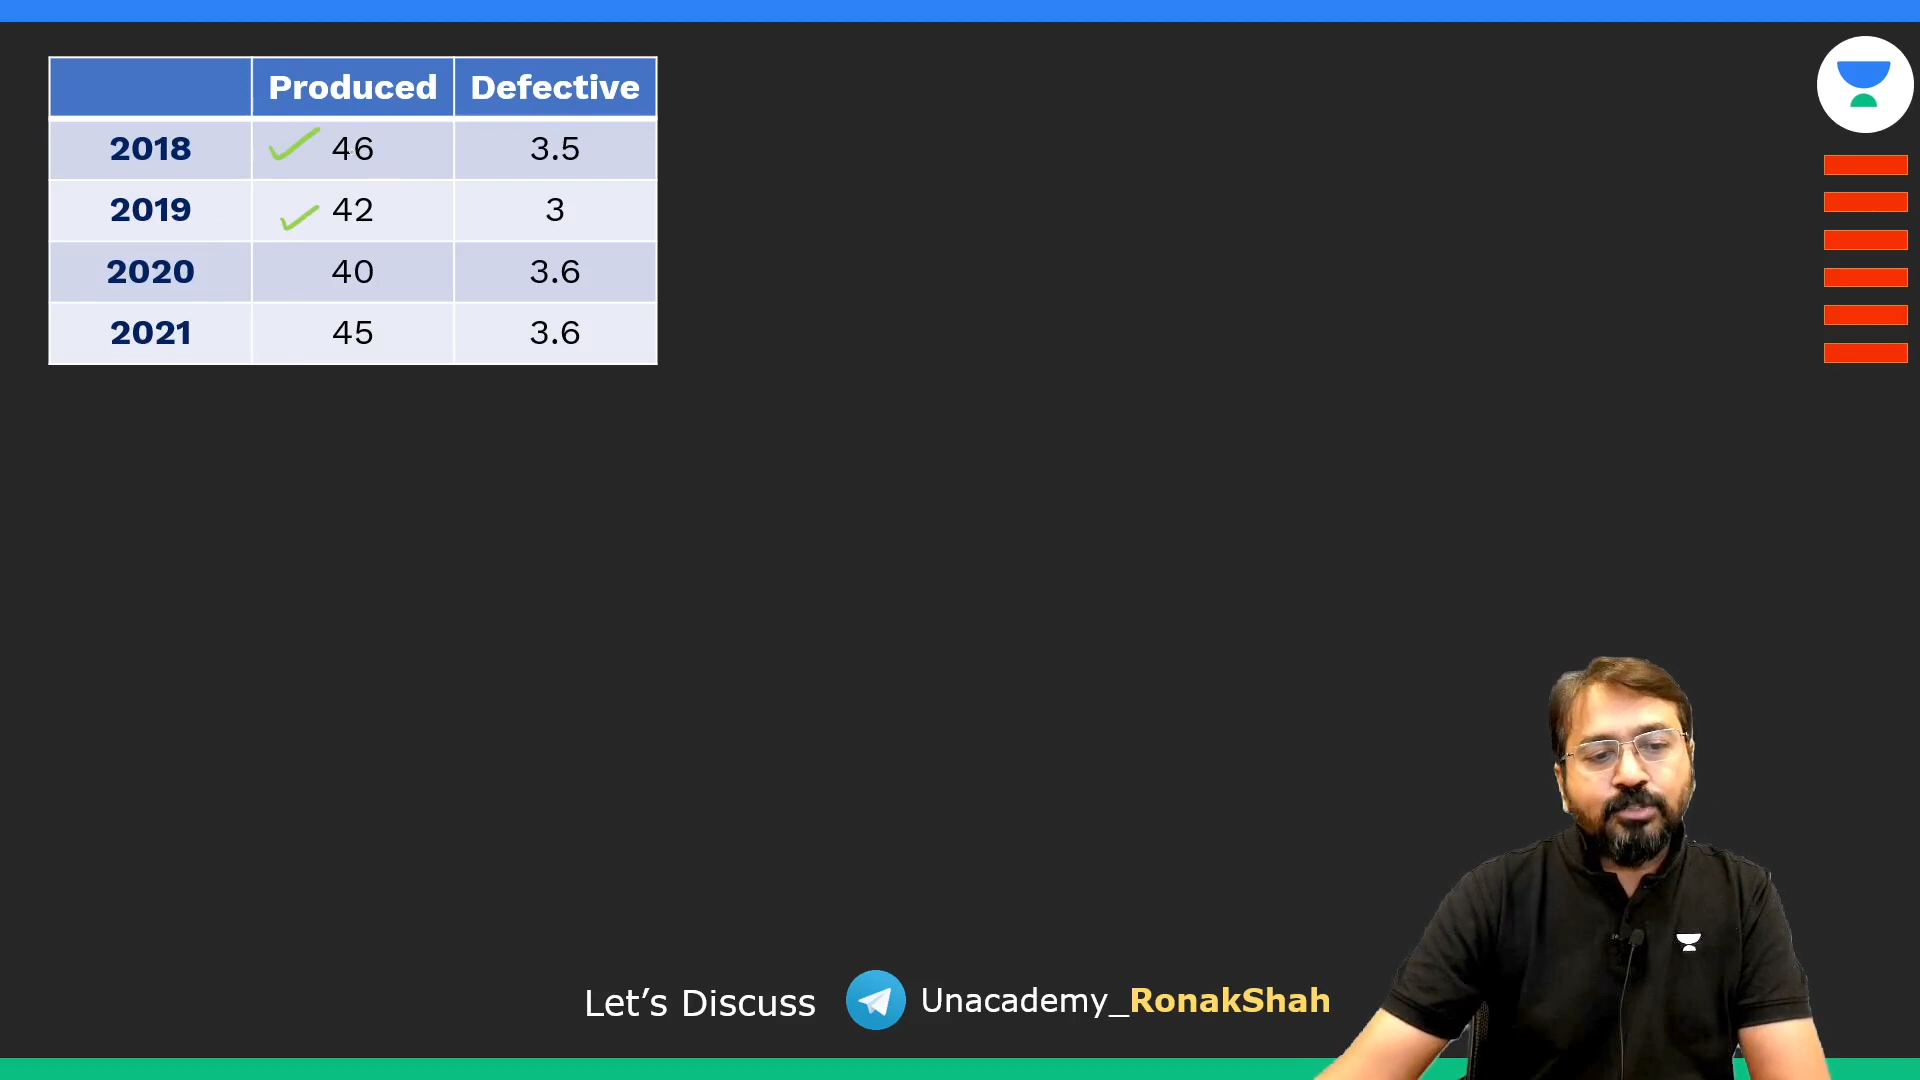 Produced Defective
2018 46 3.5
2019 42 3
2020 40 3.6
2021 45 3.6
Let’s Discuss Unacademy_RonakShah